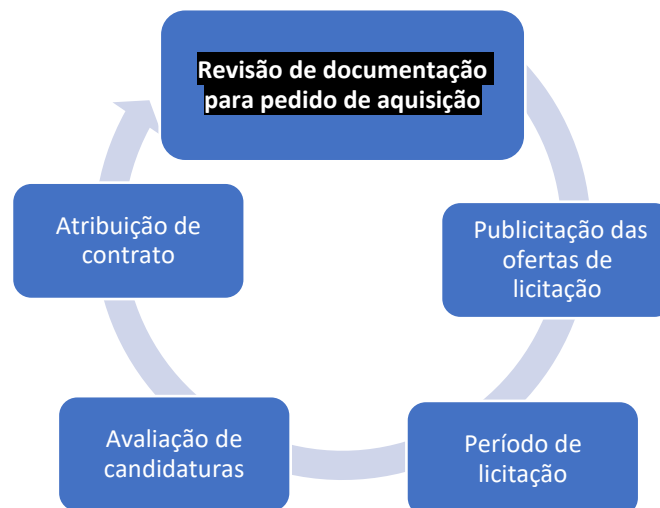 Revisão de documentação
para pedido de aquisição
Publicitação das
ofertas de
licitação
Período de
licitação
Avaliação de
candidaturas
Atribuição de
contrato